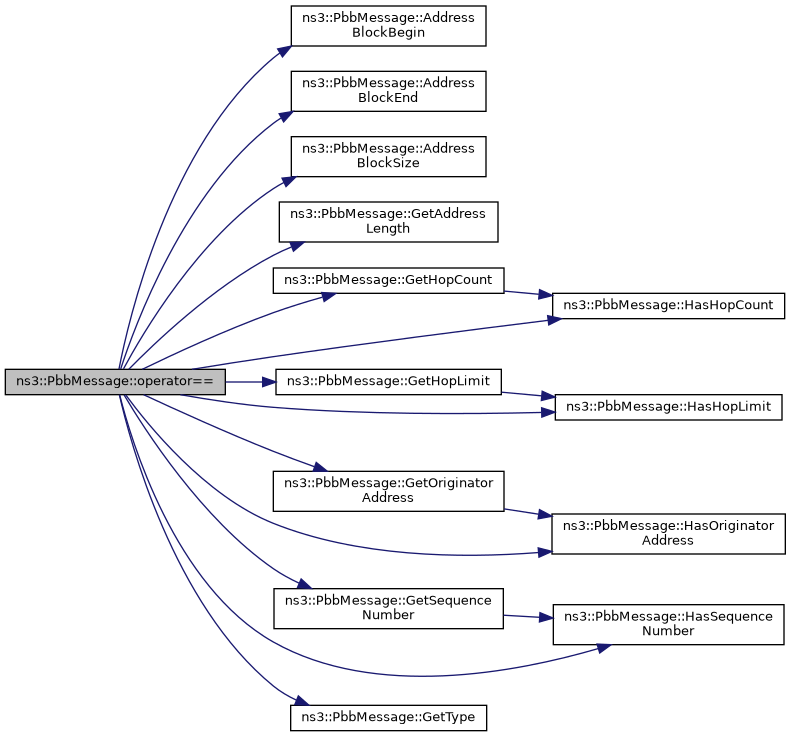 ns3::PbbMessage::Address
BlockBegin
ns3::PbbMessage::Address
BlockEnd
ns3::PbbMessage::Address
BlockSize
ns3::PbbMessage::GetAddress
Length
ns3::PbbMessage::GetHopCount
ns3::PbbMessage::HasHopCount
ns3::PbbMessage::operator==
ns3::PbbMessage::GetHopLimit
ns3::PbbMessage::HasHopLimit
ns3::PbbMessage::GetOriginator
Address
ns3::PbbMessage::HasOriginator
Address
ns3::PbbMessage::GetSequence
Number
ns3::PbbMessage::HasSequence
Number
ns3::PbbMessage::GetType